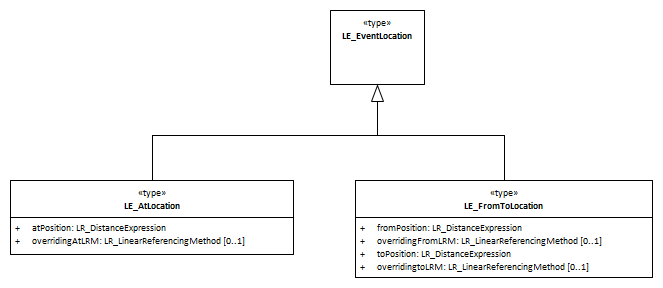 «type»
LE_EventLocation
«type»
LE_AtLocation
+ atPosition: LR_DistanceExpression
+ overridingAtLRM: LR_LinearReferencingMethod [0..1]
«type»
LE_FromToLocation
+ fromPosition: LR_DistanceExpression
+ overridingFromLRM: LR_LinearReferencingMethod [0..1]
+ toPosition: LR_DistanceExpression
+ overridingtoLRM: LR_LinearReferencingMethod [0..1]